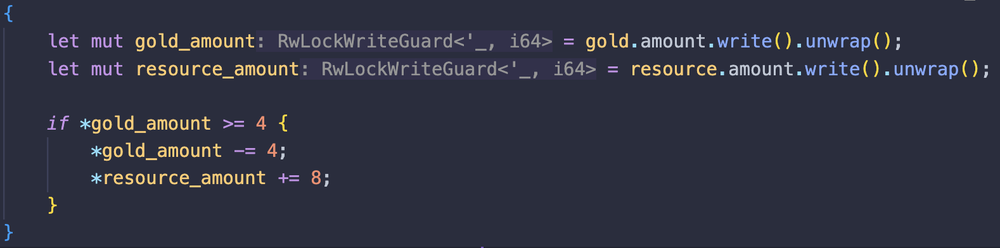 {
    let mut gold_amount: RwLockWriteGuard<'_, i64> = gold.amount.write().unwrap();
    let mut resource_amount: RwLockWriteGuard<'_, i64> = resource.amount.write().unwrap();

    if *gold_amount >= 4 {
        *gold_amount -= 4;
        *resource_amount += 8;
    }
}